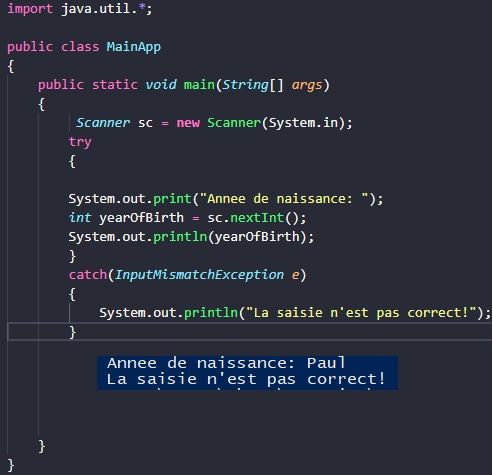 import java.util.*;
public class MainApp
{
public static void main(String[] args)
{
Scanner sc = new Scanner(System.in);
try
{
System.out.print("Annee de naissance: ");
int yearOfBirth = sc.nextInt();
System.out.println(yearOfBirth);
}
catch(InputMismatchException e)
{
System.out.println("La saisie n'est pas correct!");
}
Annee de naissance: Paul
La saisie n'est pas correct!
}
}